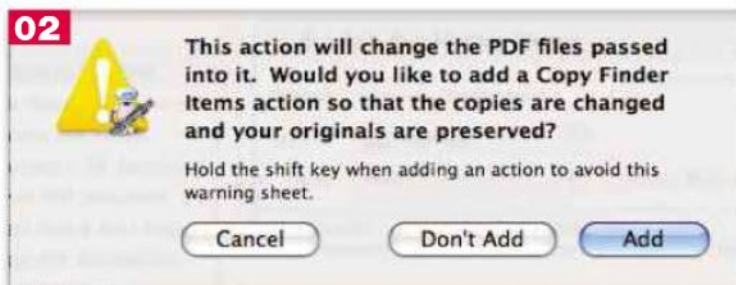 02
This action will change the PDF files passed
into it. Would you like to add a Copy Finder
Items action so that the copies are changed
and your originals are preserved?
Hold the shift key when adding an action to avoid this
warning sheet.
Cancel Don't Add Add